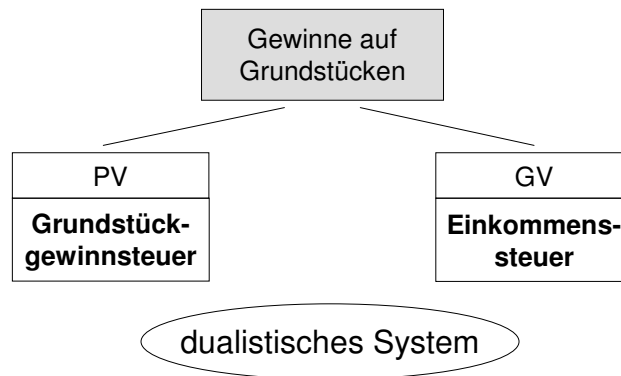 Gewinne auf
Grundstücken
PV
GV
Grundstück-
gewinnsteuer
Einkommens-
steuer
dualistisches System